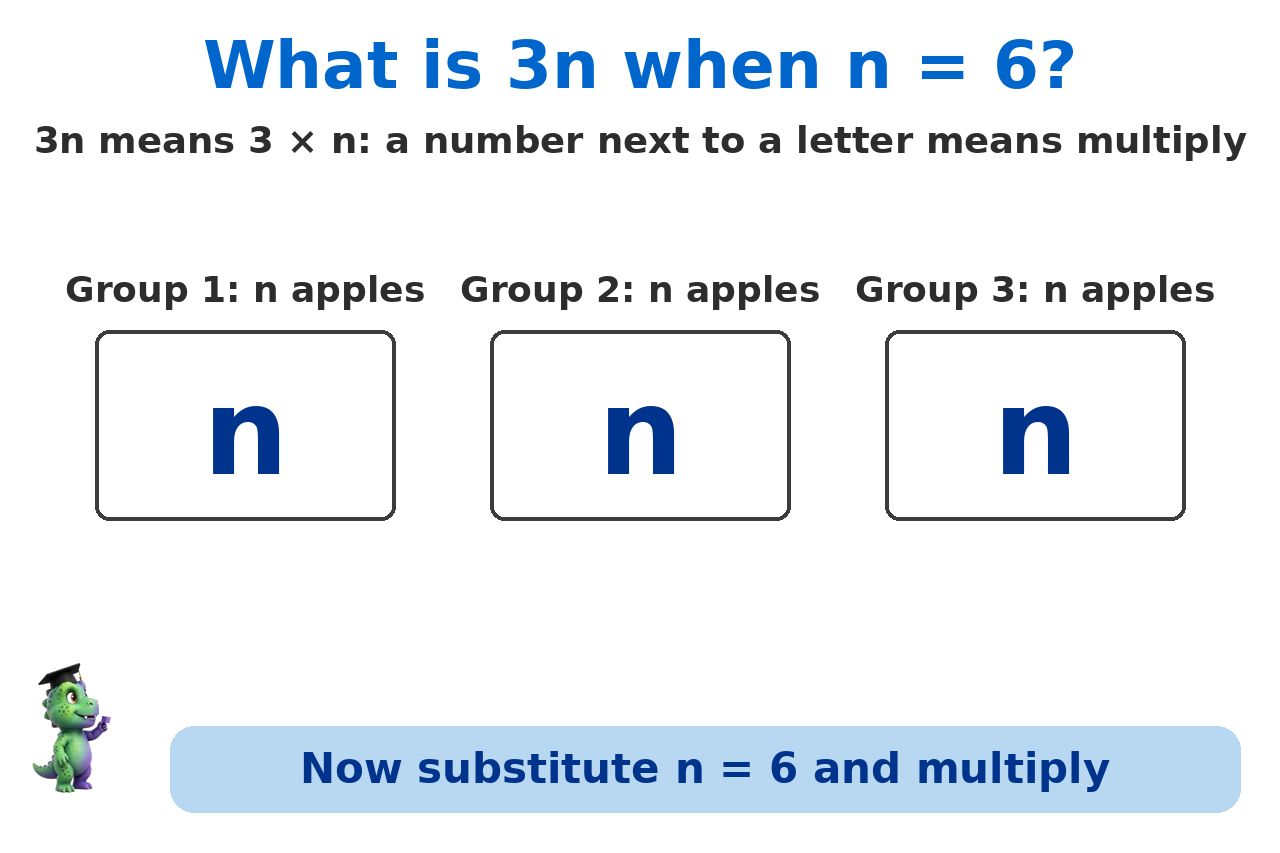 What is 3n when n = 6?
3n means 3 × n: a number next to a letter means multiply
Group 1: n apples Group 2: n apples Group 3: n apples
n n n
Now substitute n = 6 and multiply